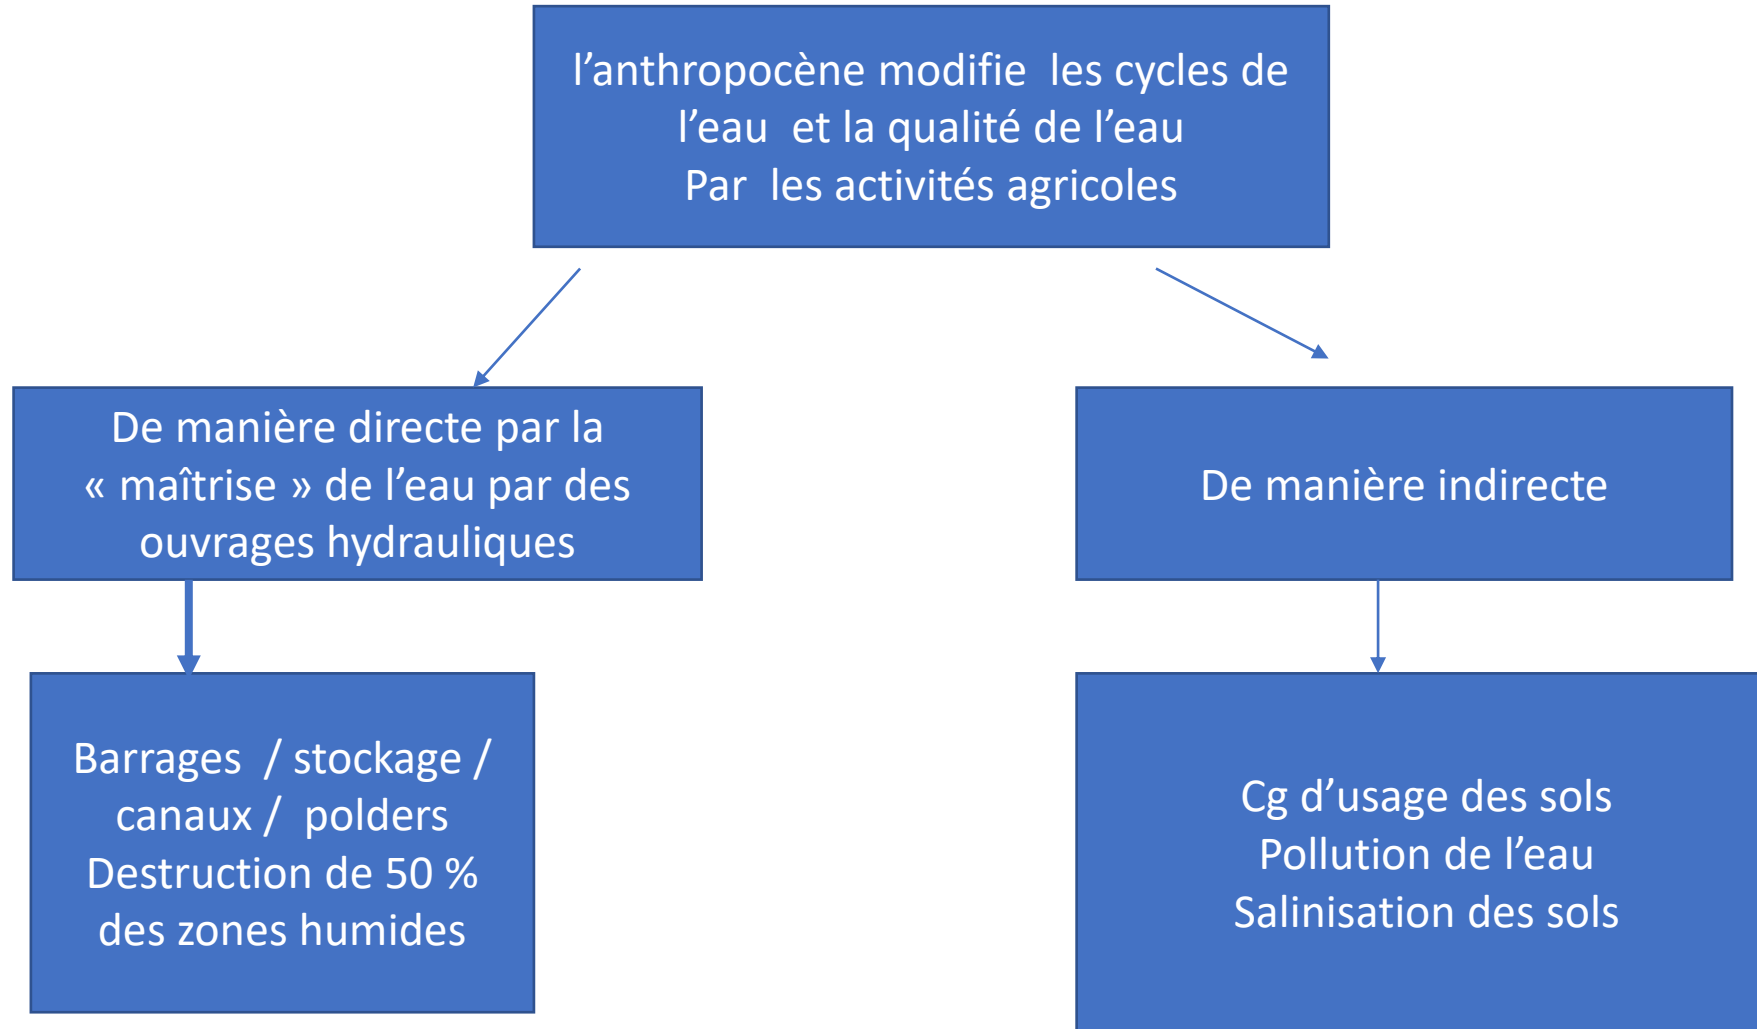 l’anthropocène modifie  les cycles de
l’eau  et la qualité de l’eau
Par  les activités agricoles
De manière directe par la
« maîtrise » de l’eau par des
ouvrages hydrauliques
De manière indirecte
Barrages  / stockage /
canaux /  polders
Destruction de 50 %
des zones humides
Cg d’usage des sols
Pollution de l’eau
Salinisation des sols